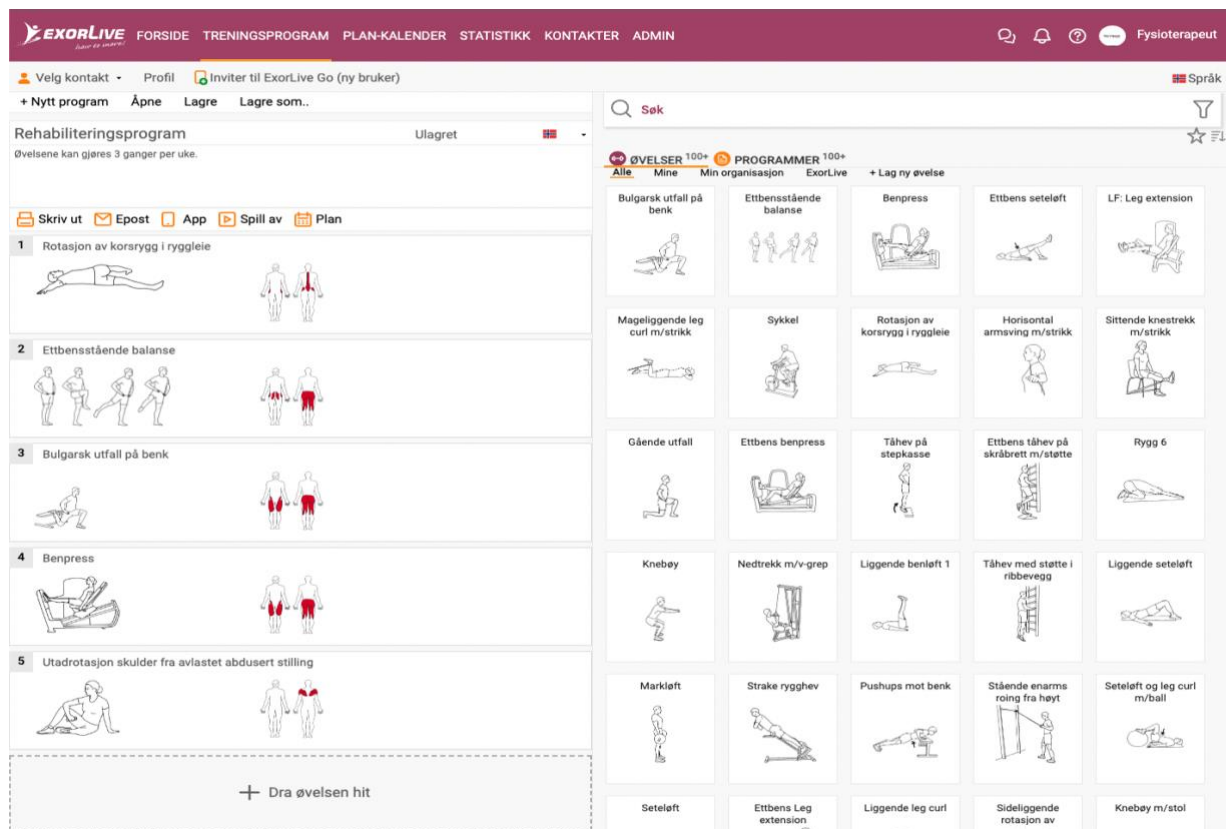 EXORLIVE
have to move!
FORSIDE TRENINGSPROGRAM PLAN-KALENDER STATISTIKK KONTAKTER ADMIN
Fysioterapeut
Velg kontakt Profil Inviter til ExorLive Go (ny bruker)
Språk
+ Nytt program Åpne Lagre Lagre som..
Rehabiliteringsprogram Ulagret
Øvelsene kan gjøres 3 ganger per uke.
Skriv ut Epost App Spill av Plan
1 Rotasjon av korsrygg i ryggleie
2 Ettbensstående balanse
3 Bulgarsk utfall på benk
4 Benpress
5 Utadrotasjon skulder fra avlastet abdusert stilling
+ Dra øvelsen hit
Søk
ØVELSER 100+ PROGRAMMER 100+
Alle Mine Min organisasjon ExorLive + Lag ny øvelse
Bulgarsk utfall på
benk
Ettbensstående
balanse
Benpress
Ettbens seteløft
LF: Leg extension
Mageliggende leg
curl m/strikk
Sykkel
Rotasjon av
korsrygg i ryggleie
Horisontal
armsving m/strikk
Sittende knestrekk
m/strikk
Gående utfall
Ettbens benpress
Tåhev på
stepkasse
Ettbens tåhev på
skråbrett m/støtte
Rygg 6
Knebøy
Nedtrekk m/v-grep
Liggende benløft 1
Tåhev med støtte i
ribbevegg
Liggende seteløft
Markløft
Strake rygghev
Pushups mot benk
Stående enarms
roing fra høyt
Seteløft og leg curl
m/ball
Seteløft
Ettbens Leg
extension
Liggende leg curl
Sideliggende
rotasjon av
Knebøy m/stol